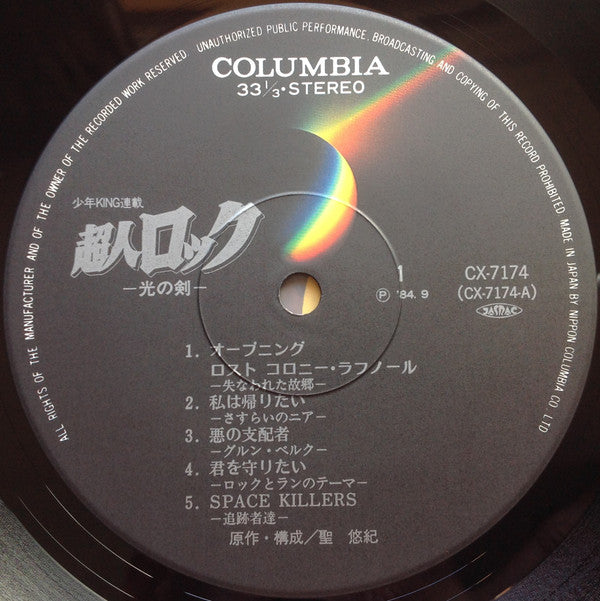 ALL RIGHTS OF THE MANUFACTURER AND OF THE OWNER OF THE RECORDED WORK RESERVED. UNAUTHORIZED PUBLIC PERFORMANCE, BROADCASTING AND COPYING OF THIS RECORD PROHIBITED. MADE IN JAPAN BY NIPPON COLUMBIA CO. LTD
COLUMBIA
33 1/3・STEREO
少年KING連載
超人ロック
−光の剣−
1
Ⓟ '84. 9
CX-7174
(CX-7174-A)
JASRAC
1. オープニング
ロスト コロニー・ラフノール
−失なわれた故郷−
2. 私は帰りたい
−さすらいのニア−
3. 悪の支配者
−グルン・ベルク−
4. 君を守りたい
−ロックとランのテーマ−
5. SPACE KILLERS
−追跡者達−
原作・構成／聖 悠紀